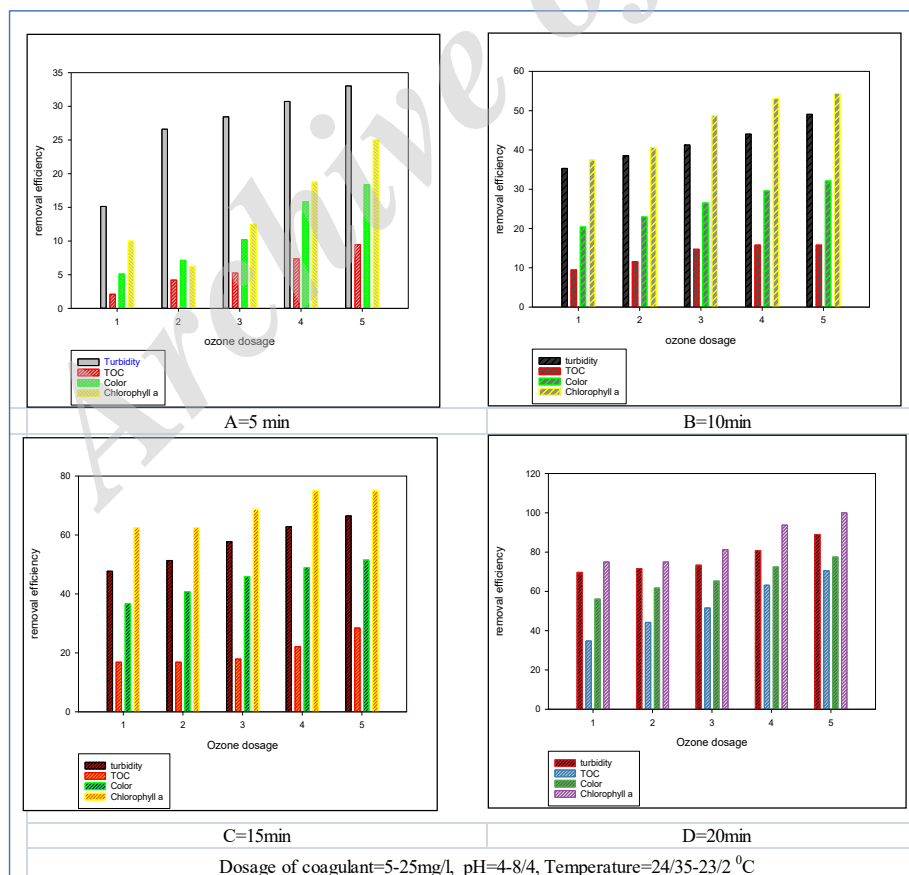 Archive of
35
30
25
20
15
10
5
0
removal efficiency
1 2 3 4 5
ozone dosage
Turbidity
TOC
Color
Chlorophyll a
60
50
40
30
20
10
0
removal efficiency
1 2 3 4 5
ozone dosage
turbidity
TOC
Color
Chlorophyll a
A=5 min
B=10min
80
60
40
20
0
removal efficiency
1 2 3 4 5
Ozone dosage
turbidity
TOC
Color
Chlorophyll a
120
100
80
60
40
20
0
removal efficiency
1 2 3 4 5
Ozone dosage
turbidity
TOC
Color
Chlorophyll a
C=15min
D=20min
Dosage of coagulant=5-25mg/l, pH=4-8/4, Temperature=24/35-23/2 ⁰C